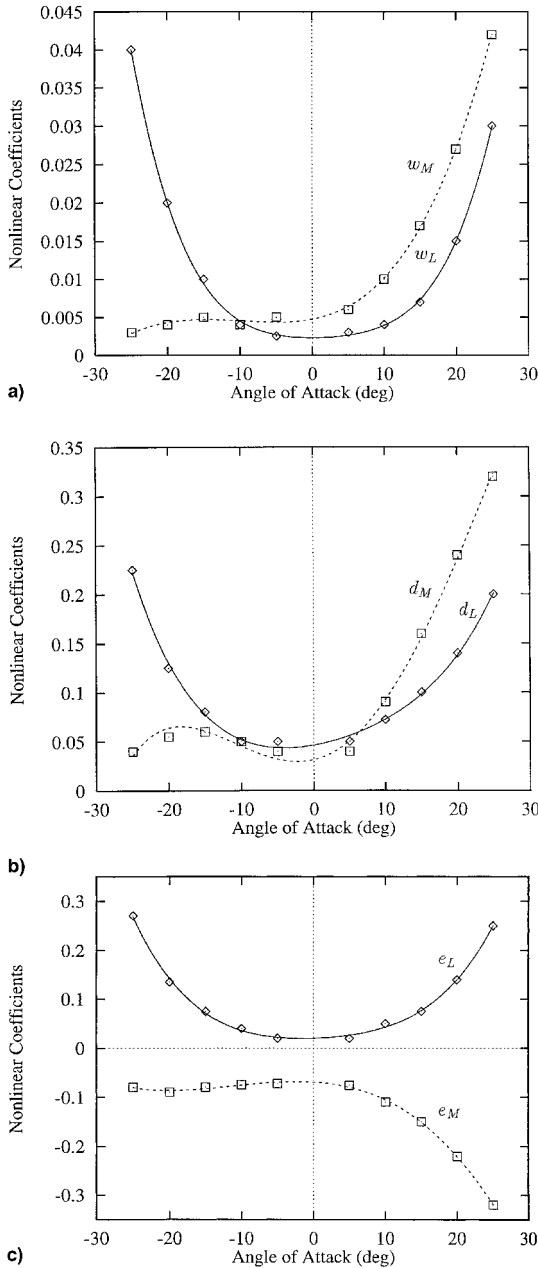 0.045
0.04
0.035
0.03
0.025
0.02
0.015
0.01
0.005
0
Nonlinear Coefficients
w_M
w_L
-30 -20 -10 0 10 20 30
Angle of Attack (deg)
a)
0.35
0.3
0.25
0.2
0.15
0.1
0.05
0
Nonlinear Coefficients
d_M
d_L
-30 -20 -10 0 10 20 30
Angle of Attack (deg)
b)
0.3
0.2
0.1
0
-0.1
-0.2
-0.3
Nonlinear Coefficients
e_L
e_M
-30 -20 -10 0 10 20 30
Angle of Attack (deg)
c)